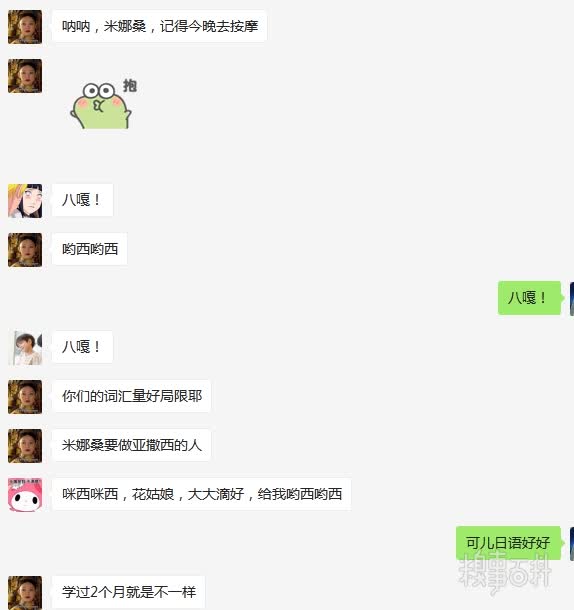 呐呐，米娜桑，记得今晚去按摩
抱
八嘎！
哟西哟西
八嘎！
八嘎！
你们的词汇量好局限耶
米娜桑要做亚撒西的人
咪西咪西，花姑娘，大大滴好，给我哟西哟西
可儿日语好好
糗事百科
学过2个月就是不一样